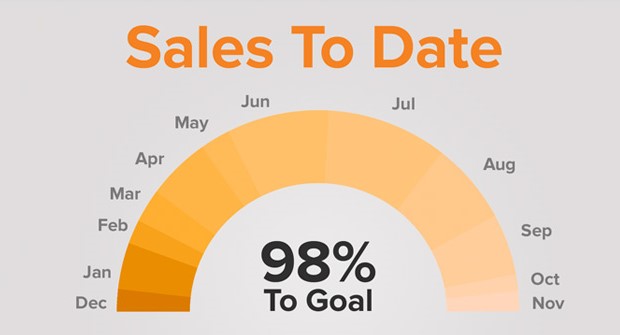 Sales To Date
Jun
Jul
May
Apr
Aug
Mar
Feb
Sep
98%
Jan
Oct
To Goal
Dec
Nov